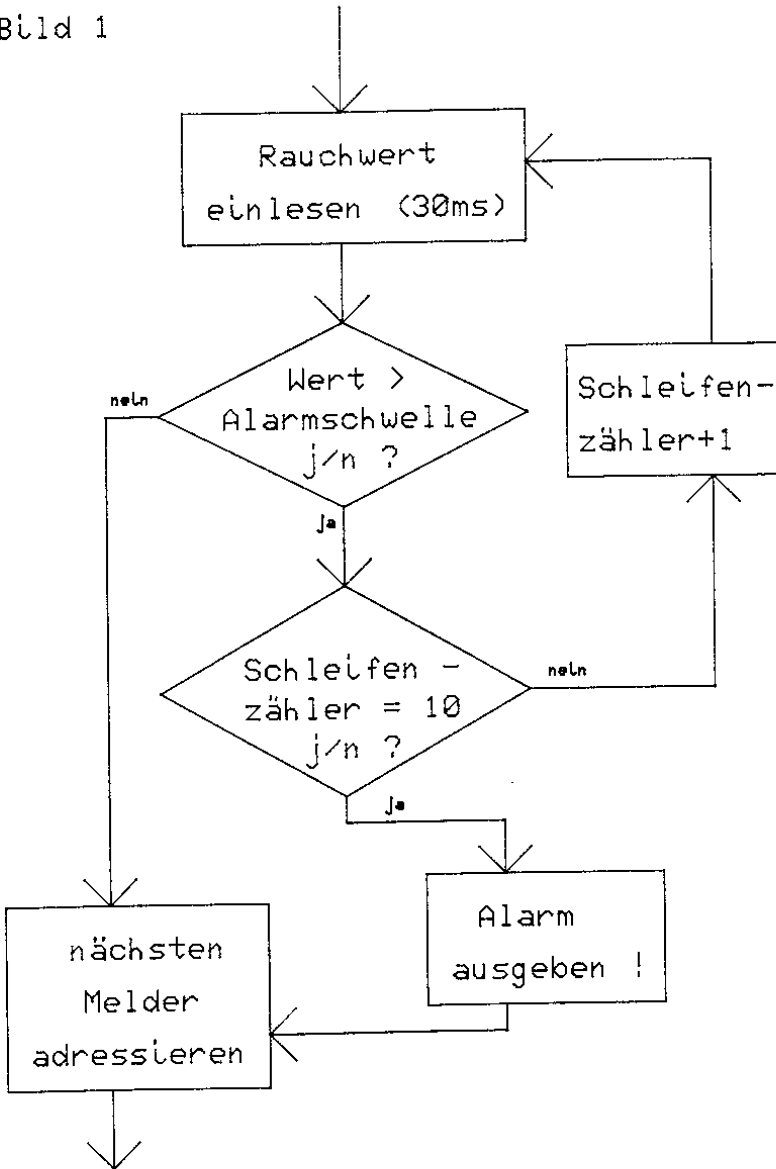 Bild 1
Rauchwert
einlesen (30ms)
Wert >
Alarmschwelle
j/n ?
nein
ja
Schleifen-
zähler+1
Schleifen -
zähler = 10
j/n ?
nein
ja
Alarm
ausgeben !
nächsten
Melder
adressieren